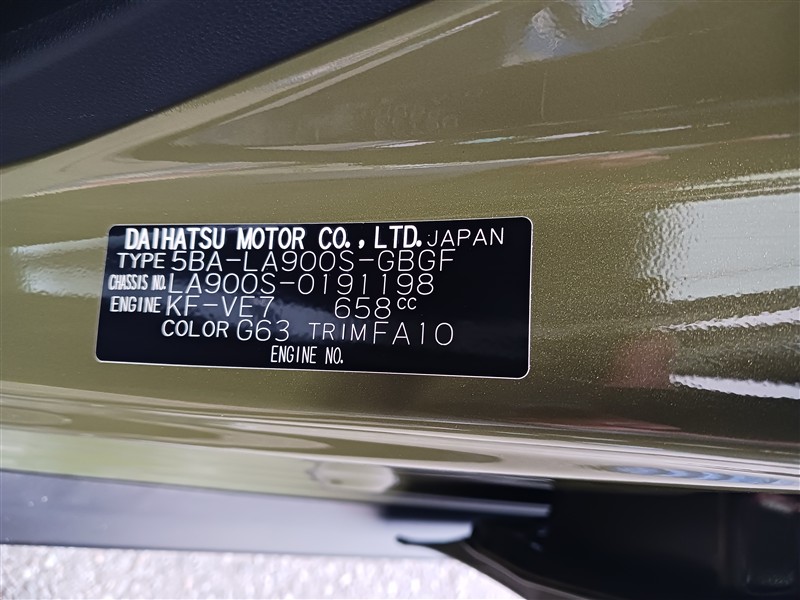 DAIHATSU MOTOR CO., LTD. JAPAN
TYPE 5BA-LA900S-GBGF
CHASSIS NO. LA900S-0191198
ENGINE KF-VE7 658CC
COLOR G63 TRIM FA10
ENGINE NO.